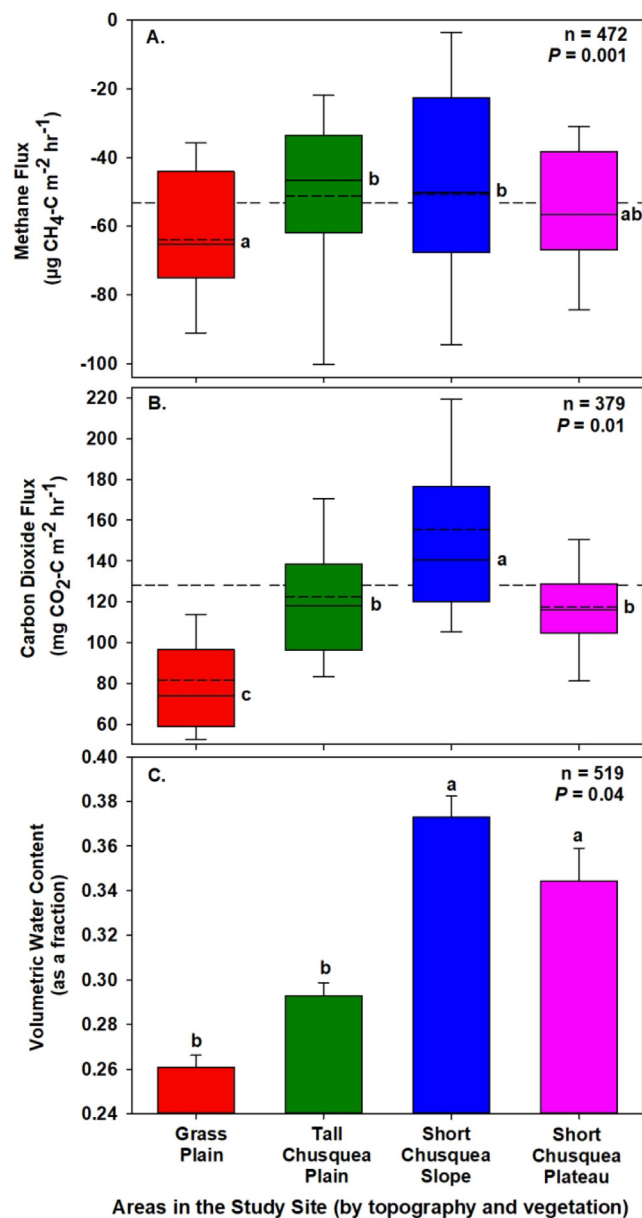 A.
n = 472
P = 0.001
Methane Flux
(µg CH4-C m-2 hr-1)
0
-20
-40
-60
-80
-100
a
b
b
ab
B.
n = 379
P = 0.01
Carbon Dioxide Flux
(mg CO2-C m-2 hr-1)
220
200
180
160
140
120
100
80
60
c
b
a
b
C.
n = 519
P = 0.04
Volumetric Water Content
(as a fraction)
0.40
0.38
0.36
0.34
0.32
0.30
0.28
0.26
0.24
b
b
a
a
Grass
Plain
Tall
Chusquea
Plain
Short
Chusquea
Slope
Short
Chusquea
Plateau
Areas in the Study Site (by topography and vegetation)